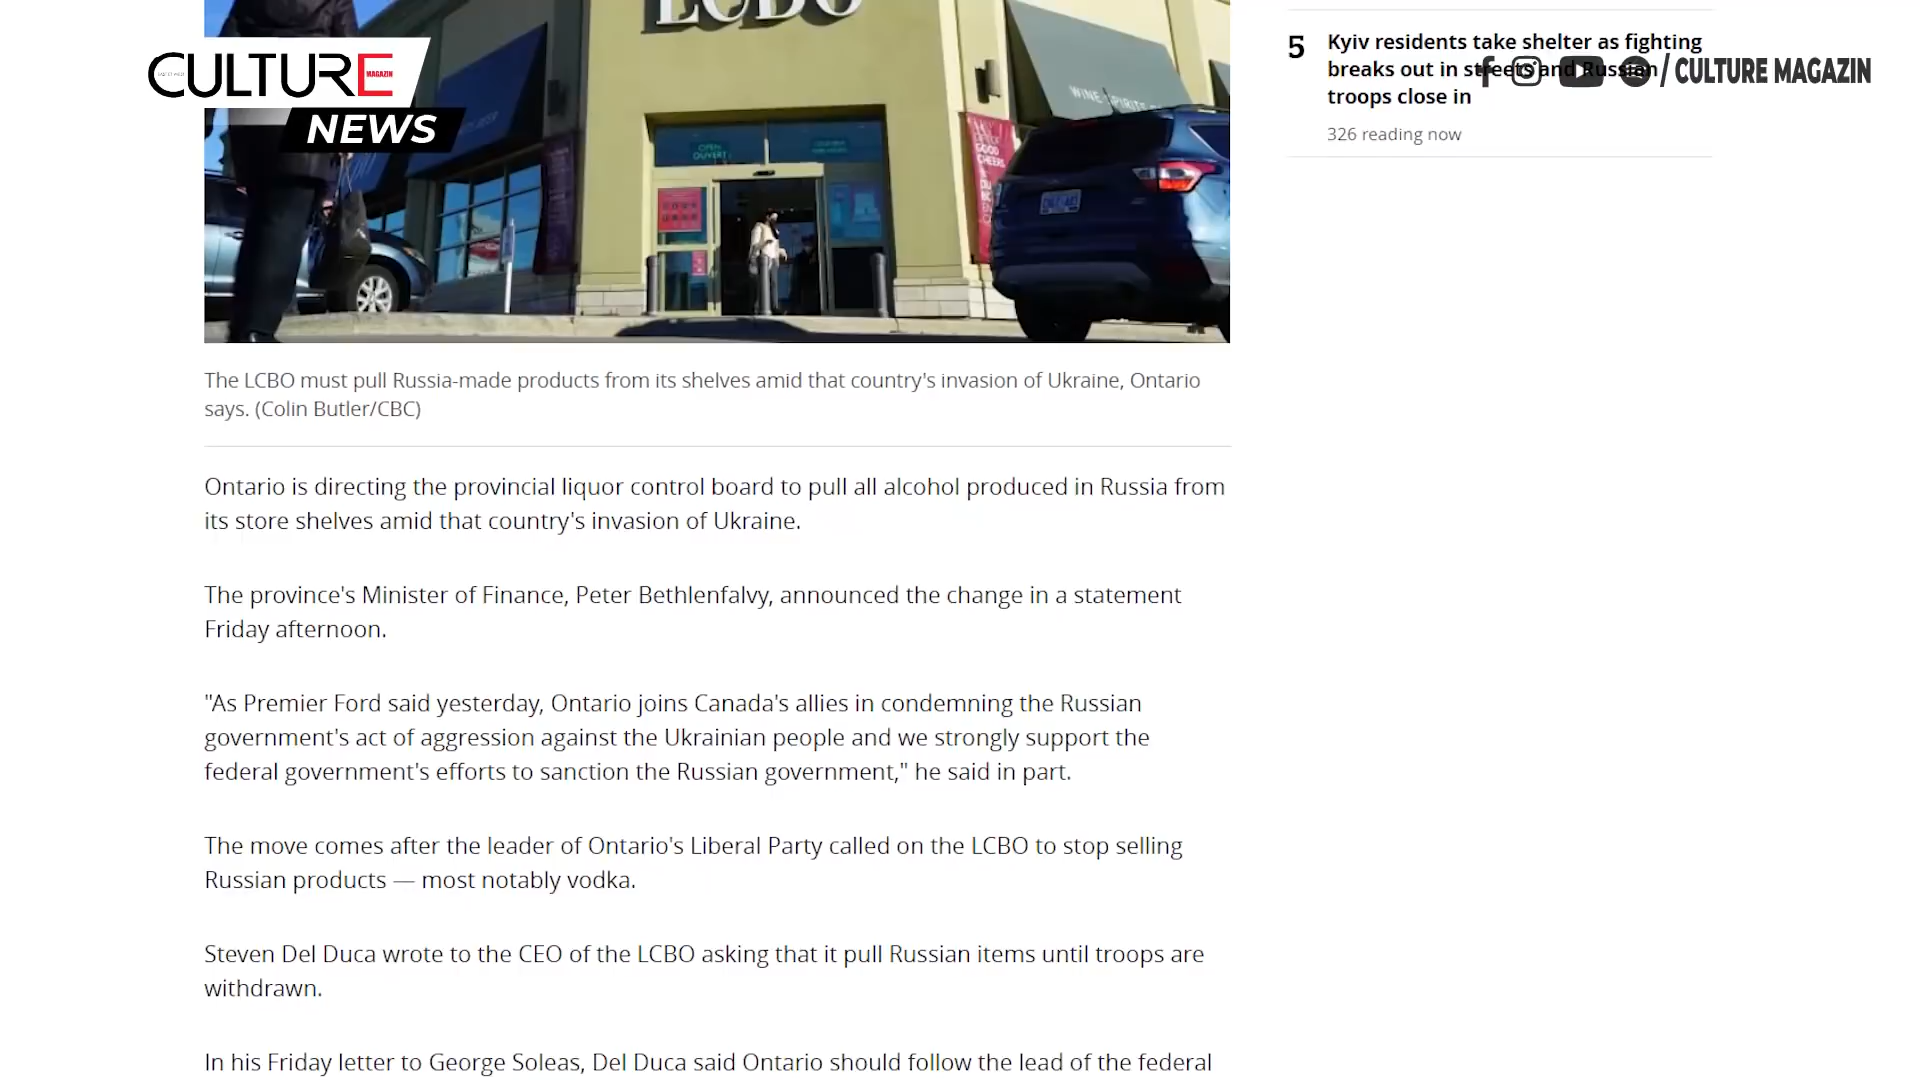 LCBO
CULTURE
MAGAZIN
NEWS
OPEN
OUVERT
WINE SPIRITS
GOOD
CHEERS
5
Kyiv residents take shelter as fighting
breaks out in streets and Russian
troops close in
326 reading now
/ CULTURE MAGAZIN
The LCBO must pull Russia-made products from its shelves amid that country's invasion of Ukraine, Ontario
says. (Colin Butler/CBC)
Ontario is directing the provincial liquor control board to pull all alcohol produced in Russia from
its store shelves amid that country's invasion of Ukraine.
The province's Minister of Finance, Peter Bethlenfalvy, announced the change in a statement
Friday afternoon.
"As Premier Ford said yesterday, Ontario joins Canada's allies in condemning the Russian
government's act of aggression against the Ukrainian people and we strongly support the
federal government's efforts to sanction the Russian government," he said in part.
The move comes after the leader of Ontario's Liberal Party called on the LCBO to stop selling
Russian products — most notably vodka.
Steven Del Duca wrote to the CEO of the LCBO asking that it pull Russian items until troops are
withdrawn.
In his Friday letter to George Soleas, Del Duca said Ontario should follow the lead of the federal